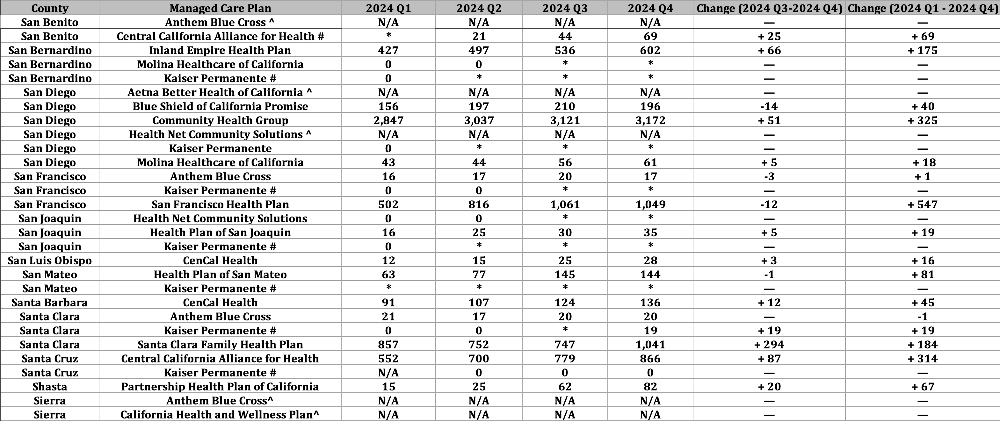 County Managed Care Plan 2024 Q1 2024 Q2 2024 Q3 2024 Q4 Change (2024 Q3-2024 Q4) Change (2024 Q1 - 2024 Q4)
San Benito Anthem Blue Cross ^ N/A N/A N/A N/A — —
San Benito Central California Alliance for Health # * 21 44 69 + 25 + 69
San Bernardino Inland Empire Health Plan 427 497 536 602 + 66 + 175
San Bernardino Molina Healthcare of California 0 0 * * — —
San Bernardino Kaiser Permanente # 0 * * * — —
San Diego Aetna Better Health of California ^ N/A N/A N/A N/A — —
San Diego Blue Shield of California Promise 156 197 210 196 -14 + 40
San Diego Community Health Group 2,847 3,037 3,121 3,172 + 51 + 325
San Diego Health Net Community Solutions ^ N/A N/A N/A N/A — —
San Diego Kaiser Permanente 0 * * * — —
San Diego Molina Healthcare of California 43 44 56 61 + 5 + 18
San Francisco Anthem Blue Cross 16 17 20 17 -3 + 1
San Francisco Kaiser Permanente # 0 0 * * — —
San Francisco San Francisco Health Plan 502 816 1,061 1,049 -12 + 547
San Joaquin Health Net Community Solutions 0 0 * * — —
San Joaquin Health Plan of San Joaquin 16 25 30 35 + 5 + 19
San Joaquin Kaiser Permanente # 0 * * * — —
San Luis Obispo CenCal Health 12 15 25 28 + 3 + 16
San Mateo Health Plan of San Mateo 63 77 145 144 -1 + 81
San Mateo Kaiser Permanente # * * * * — —
Santa Barbara CenCal Health 91 107 124 136 + 12 + 45
Santa Clara Anthem Blue Cross 21 17 20 20 — -1
Santa Clara Kaiser Permanente # 0 0 * 19 + 19 + 19
Santa Clara Santa Clara Family Health Plan 857 752 747 1,041 + 294 + 184
Santa Cruz Central California Alliance for Health 552 700 779 866 + 87 + 314
Santa Cruz Kaiser Permanente # N/A 0 0 0 — —
Shasta Partnership Health Plan of California 15 25 62 82 + 20 + 67
Sierra Anthem Blue Cross^ N/A N/A N/A N/A — —
Sierra California Health and Wellness Plan^ N/A N/A N/A N/A — —